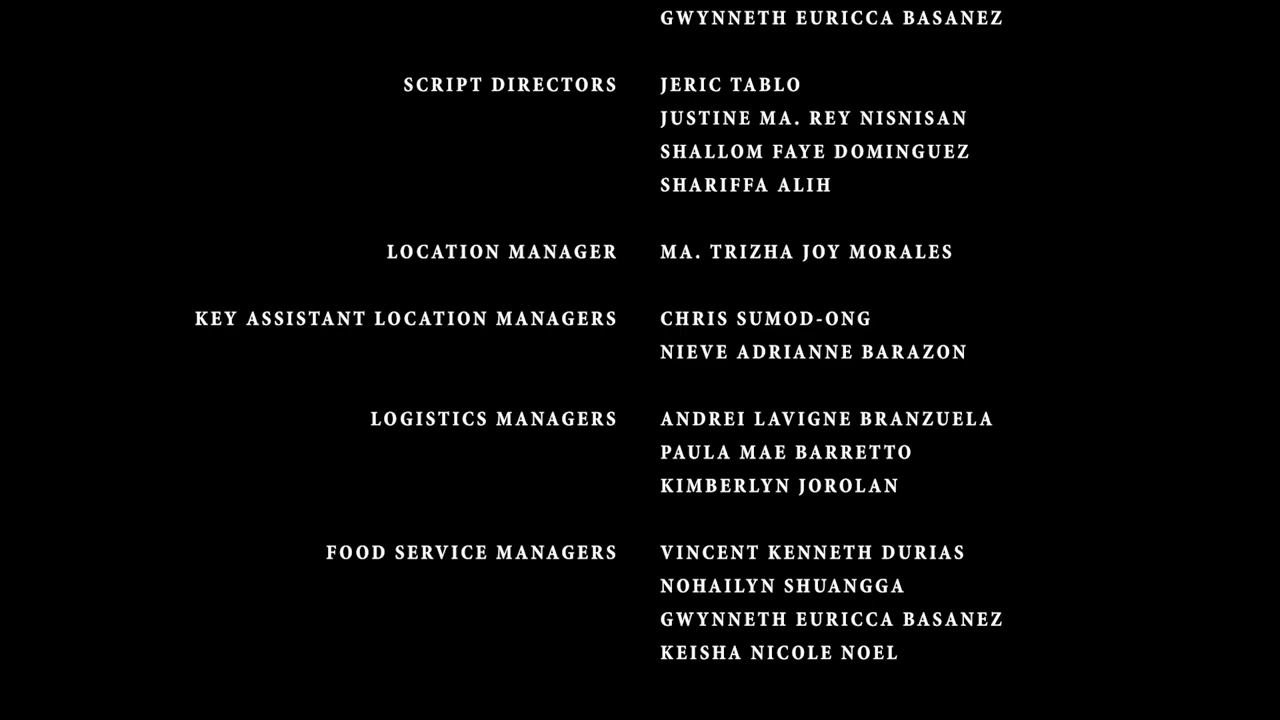 GWYNNETH EURICCA BASANEZ
SCRIPT DIRECTORS JERIC TABLO
JUSTINE MA. REY NISNISAN
SHALLOM FAYE DOMINGUEZ
SHARIFFA ALIH
LOCATION MANAGER MA. TRIZHA JOY MORALES
KEY ASSISTANT LOCATION MANAGERS CHRIS SUMOD-ONG
NIEVE ADRIANNE BARAZON
LOGISTICS MANAGERS ANDREI LAVIGNE BRANZUELA
PAULA MAE BARRETTO
KIMBERLYN JOROLAN
FOOD SERVICE MANAGERS VINCENT KENNETH DURIAS
NOHAILYN SHUANGGA
GWYNNETH EURICCA BASANEZ
KEISHA NICOLE NOEL